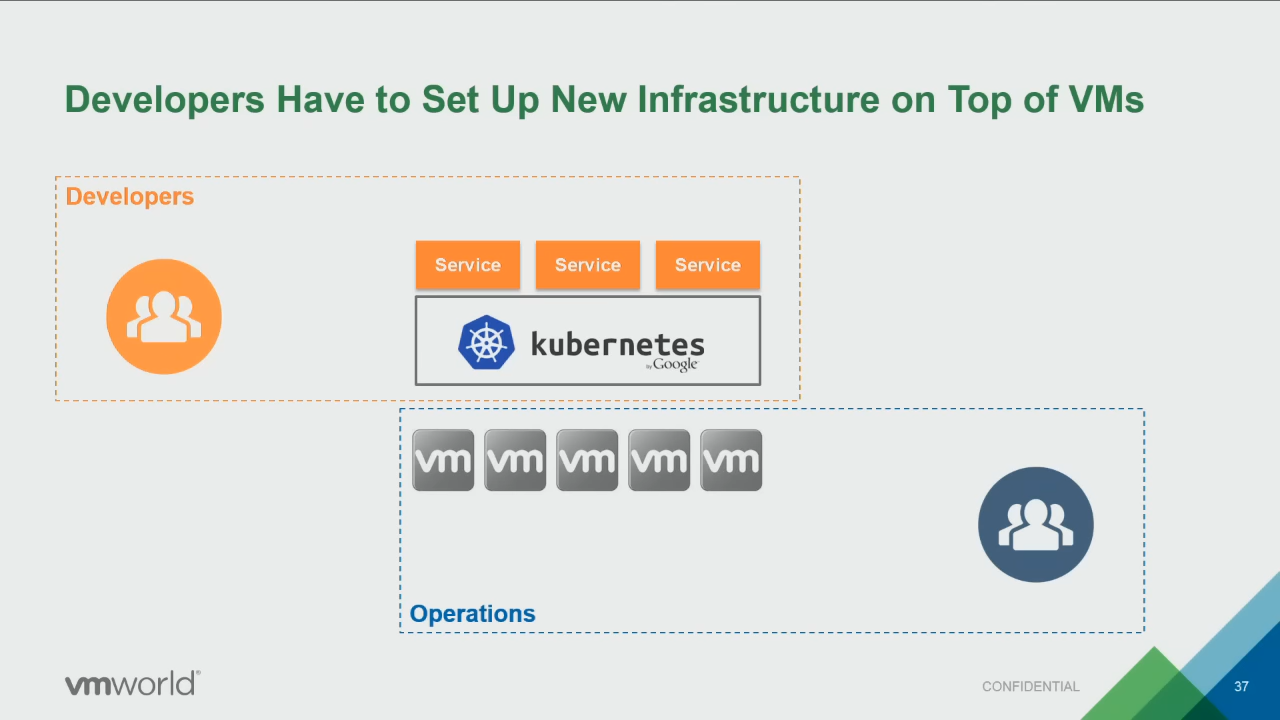 Developers Have to Set Up New Infrastructure on Top of VMs
Developers
Service Service Service
kubernetes
by Google
vm vm vm vm vm
Operations
vmworld®
CONFIDENTIAL 37